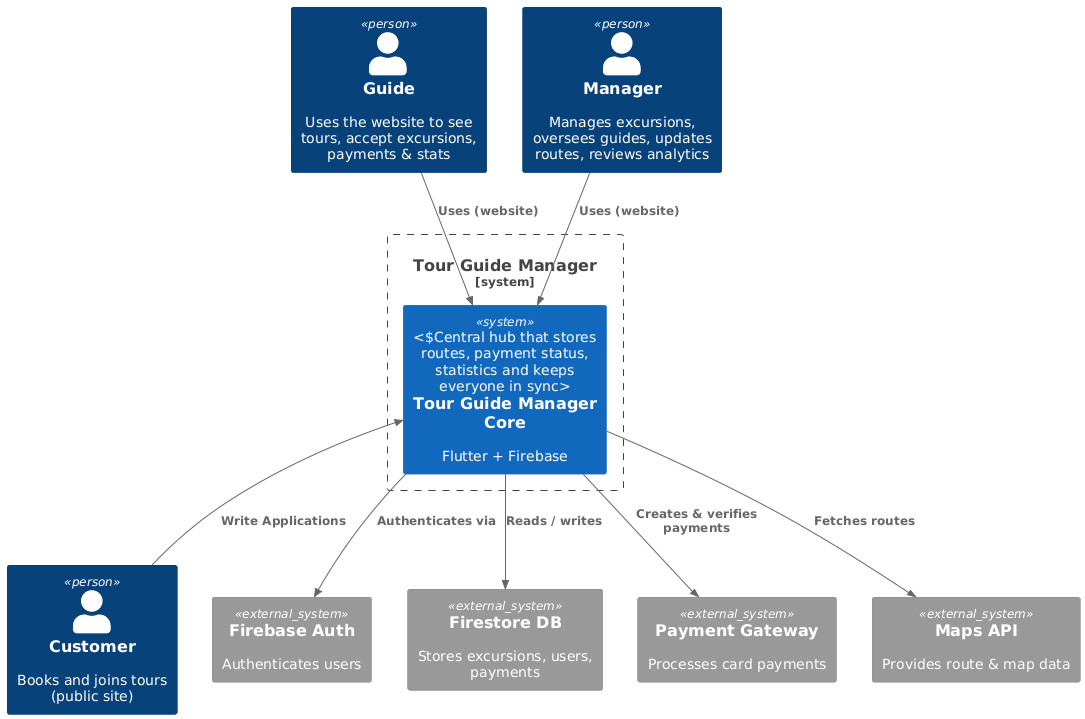 «person»
Guide
Uses the website to see
tours, accept excursions,
payments & stats
«person»
Manager
Manages excursions,
oversees guides, updates
routes, reviews analytics
Uses (website)
Uses (website)
Tour Guide Manager
[system]
«system»
<$Central hub that stores
routes, payment status,
statistics and keeps
everyone in sync>
Tour Guide Manager
Core
Flutter + Firebase
Write Applications
Authenticates via
Reads / writes
Creates & verifies
payments
Fetches routes
«person»
Customer
Books and joins tours
(public site)
«external_system»
Firebase Auth
Authenticates users
«external_system»
Firestore DB
Stores excursions, users,
payments
«external_system»
Payment Gateway
Processes card payments
«external_system»
Maps API
Provides route & map data